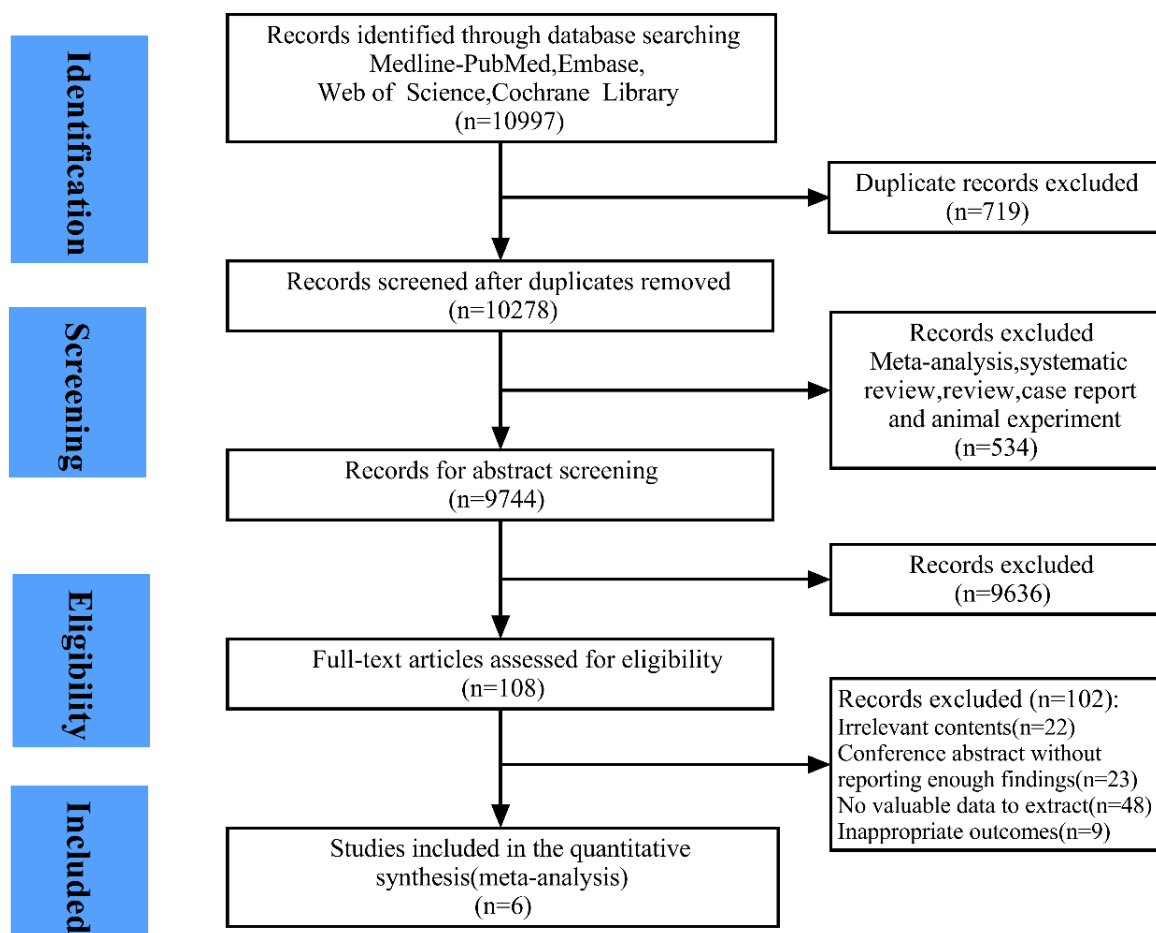 Identification
Records identified through database searching
Medline-PubMed,Embase,
Web of Science,Cochrane Library
(n=10997)
Duplicate records excluded
(n=719)
Records screened after duplicates removed
(n=10278)
Screening
Records excluded
Meta-analysis,systematic
review,review,case report
and animal experiment
(n=534)
Records for abstract screening
(n=9744)
Records excluded
(n=9636)
Eligibility
Full-text articles assessed for eligibility
(n=108)
Records excluded (n=102):
Irrelevant contents(n=22)
Conference abstract without
reporting enough findings(n=23)
No valuable data to extract(n=48)
Inappropriate outcomes(n=9)
Included
Studies included in the quantitative
synthesis(meta-analysis)
(n=6)